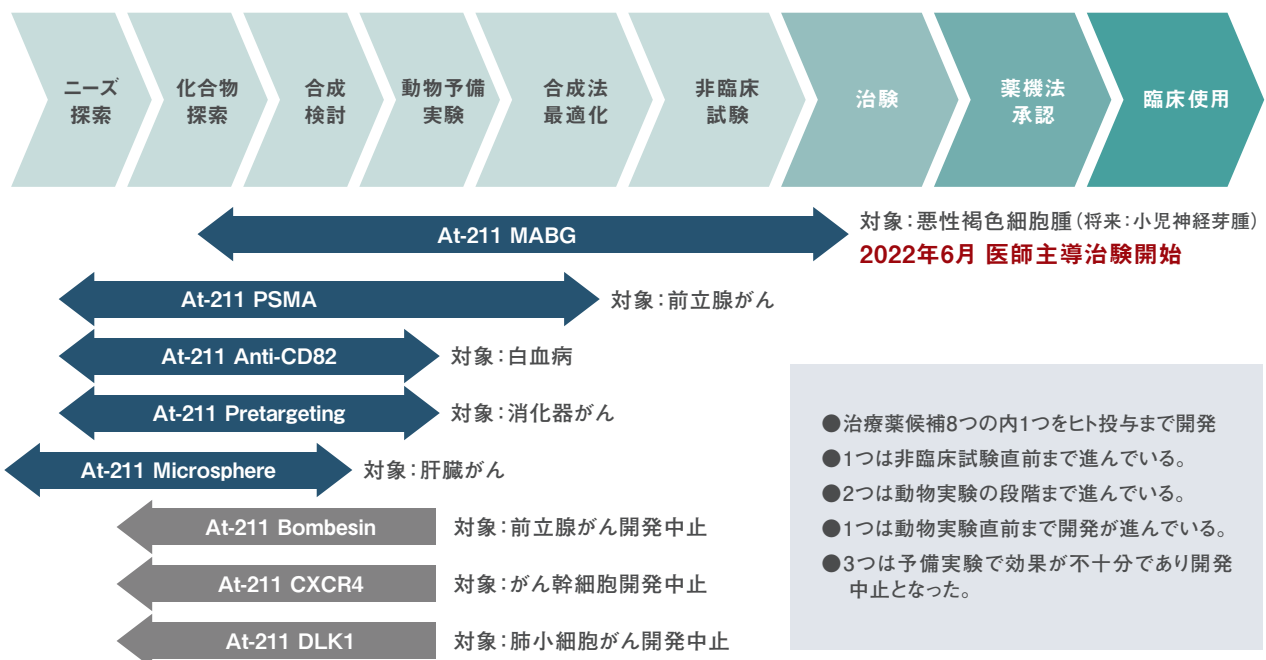 ニーズ
探索
化合物
探索
合成
検討
動物予備
実験
合成法
最適化
非臨床
試験
治験
薬機法
承認
臨床使用
At-211 MABG
対象：悪性褐色細胞腫（将来：小児神経芽腫）
2022年6月 医師主導治験開始
At-211 PSMA
対象：前立腺がん
At-211 Anti-CD82
対象：白血病
At-211 Pretargeting
対象：消化器がん
At-211 Microsphere
対象：肝臓がん
At-211 Bombesin
対象：前立腺がん開発中止
At-211 CXCR4
対象：がん幹細胞開発中止
At-211 DLK1
対象：肺小細胞がん開発中止
●治療薬候補8つの内1つをヒト投与まで開発
●1つは非臨床試験直前まで進んでいる。
●2つは動物実験の段階まで進んでいる。
●1つは動物実験直前まで開発が進んでいる。
●3つは予備実験で効果が不十分であり開発
中止となった。